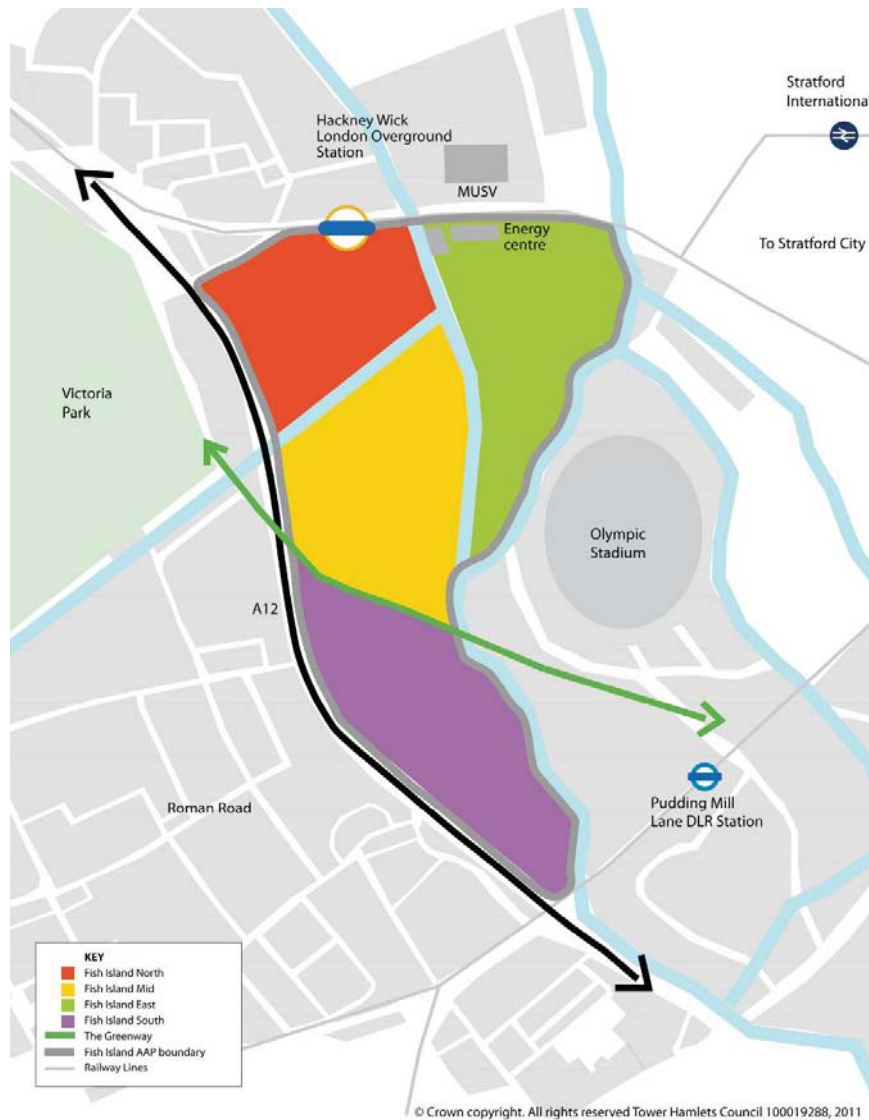 Stratford
International
Hackney Wick
London Overground
Station
MUSV
Energy
centre
To Stratford City
Victoria
Park
Olympic
Stadium
A12
Roman Road
Pudding Mill
Lane DLR Station
KEY
Fish Island North
Fish Island Mid
Fish Island East
Fish Island South
The Greenway
Fish Island AAP boundary
Railway Lines
© Crown copyright. All rights reserved Tower Hamlets Council 100019288, 2011